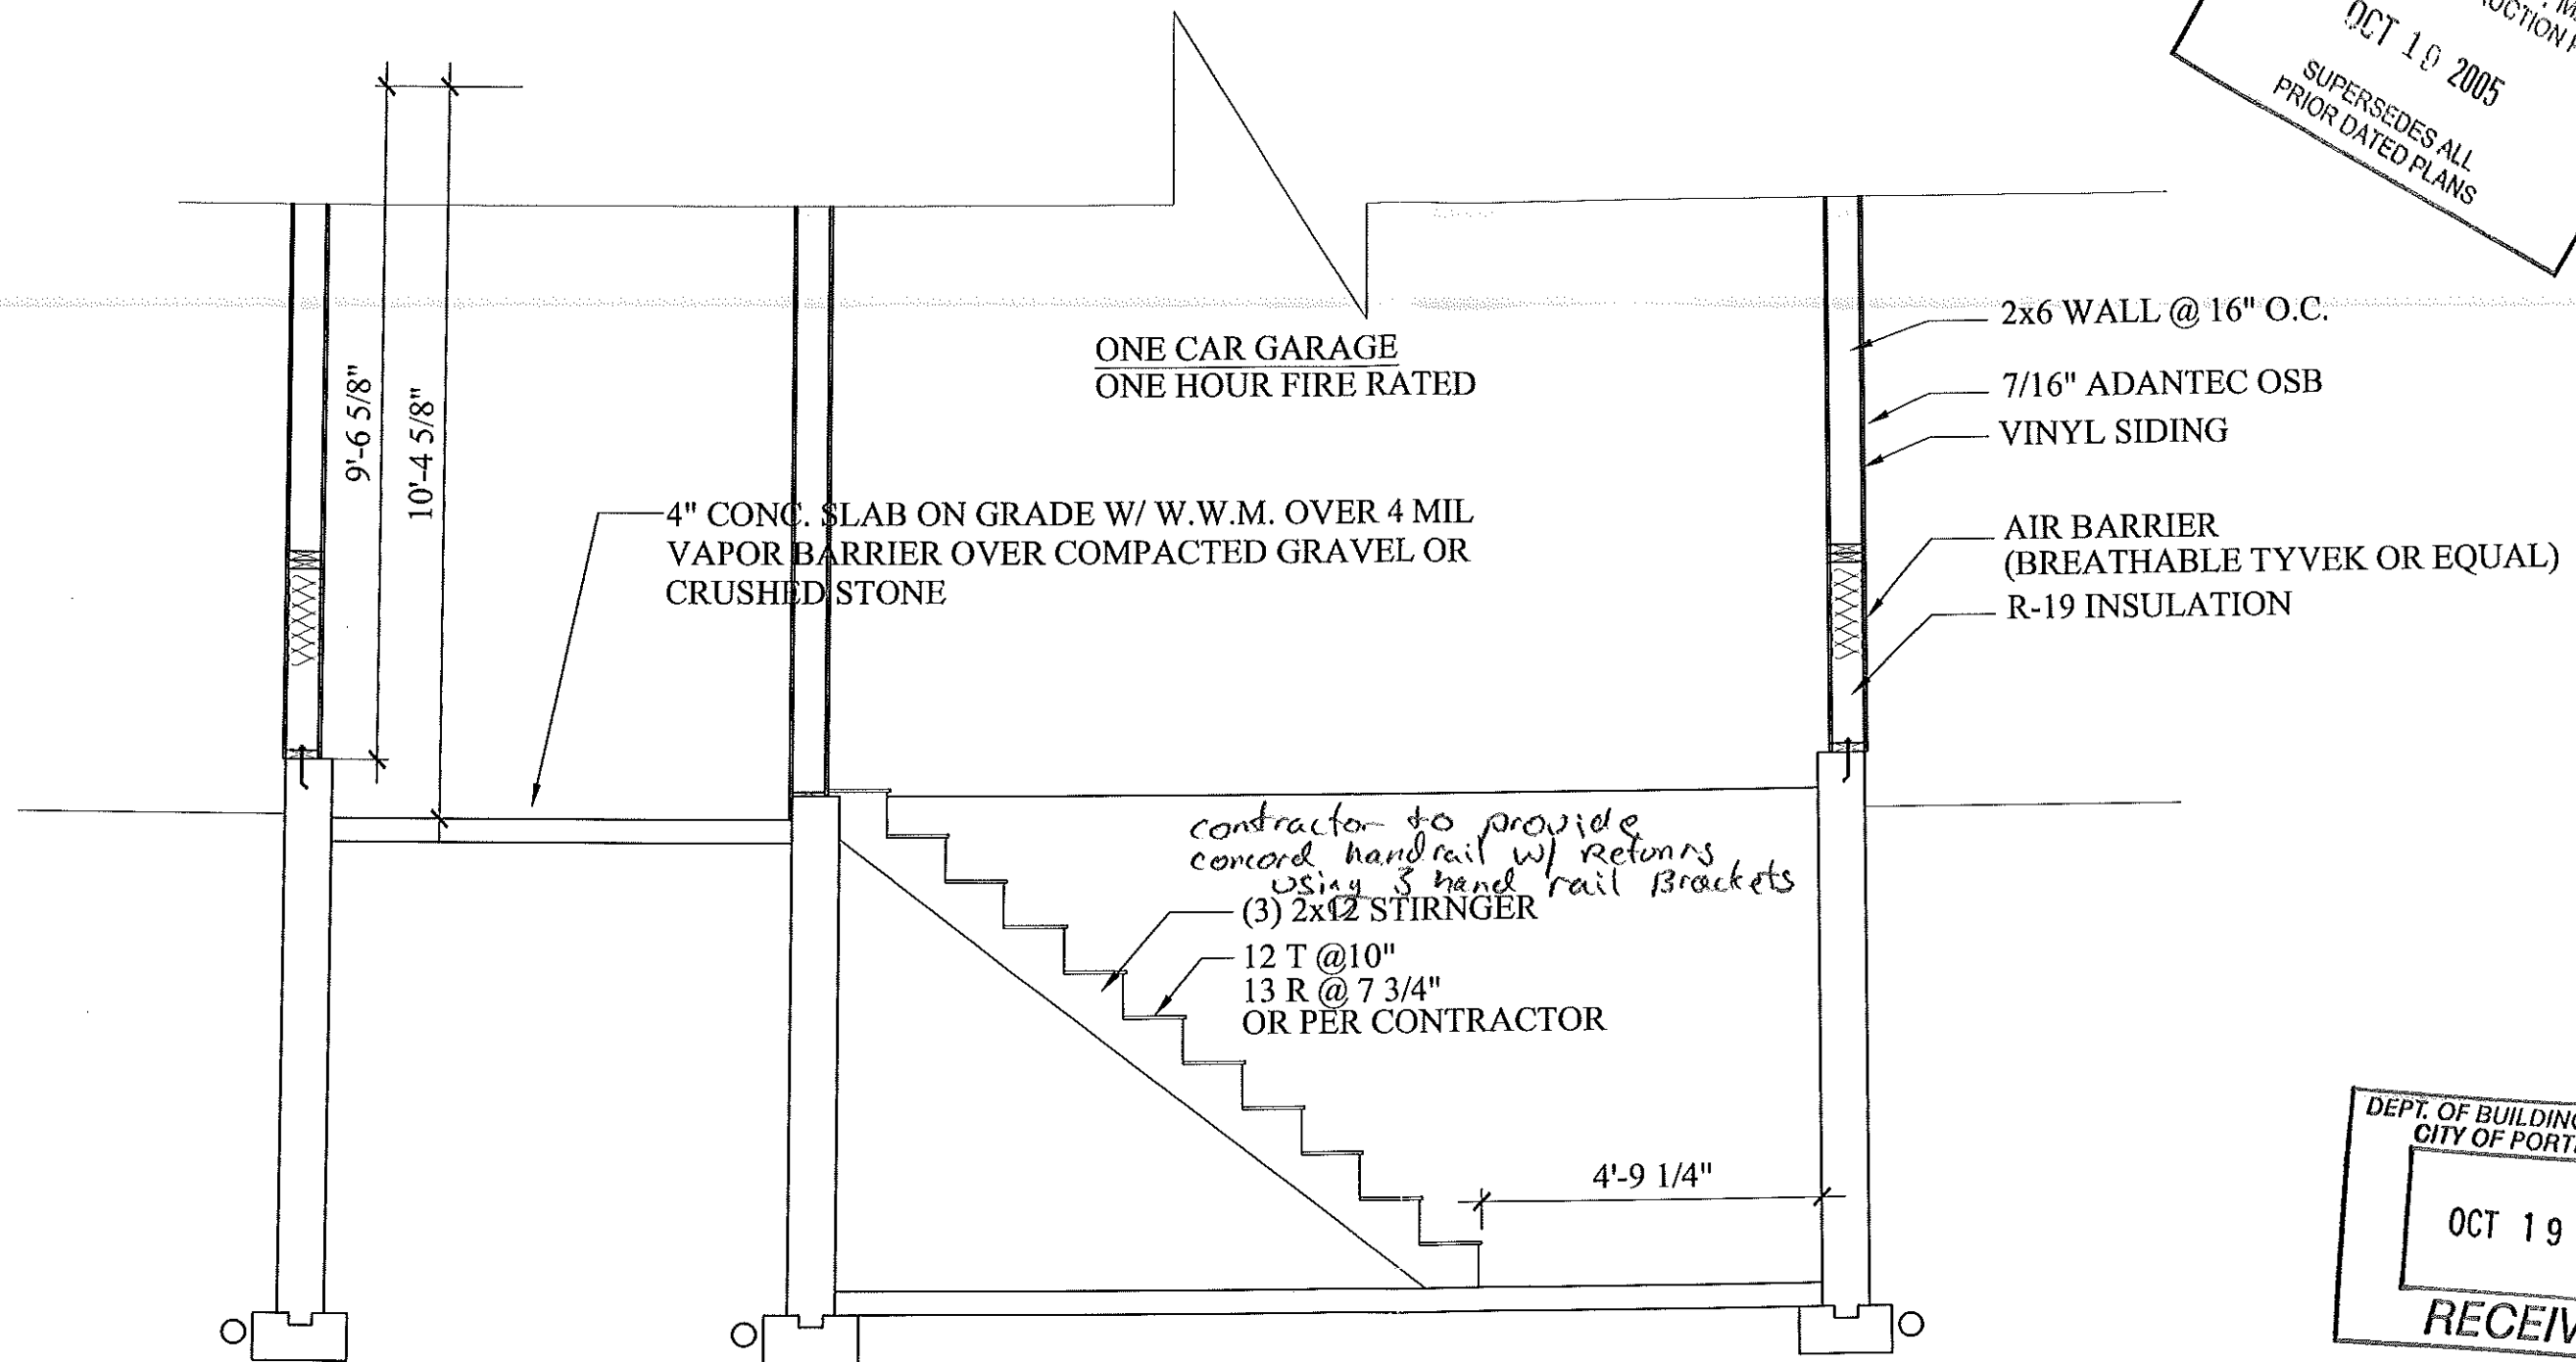 OCT 19 2005
SUPERSEDES ALL
PRIOR DATED PLANS
9'-6 5/8"
10'-4 5/8"
ONE CAR GARAGE
ONE HOUR FIRE RATED
4" CONC. SLAB ON GRADE W/ W.W.M. OVER 4 MIL
VAPOR BARRIER OVER COMPACTED GRAVEL OR
CRUSHED STONE
2x6 WALL @ 16" O.C.
7/16" ADANTEC OSB
VINYL SIDING
AIR BARRIER
(BREATHABLE TYVEK OR EQUAL)
R-19 INSULATION
contractor to provide
concord handrail w/ Retunrs
using 3 hand rail Brackets
(3) 2x12 STIRNGER
12 T @10"
13 R @ 7 3/4"
OR PER CONTRACTOR
4'-9 1/4"
DEPT. OF BUILDING
CITY OF PORT
OCT 19
RECEIV